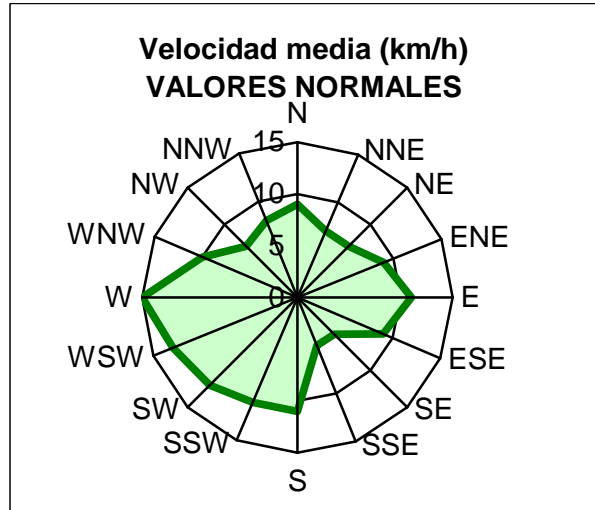 Velocidad media (km/h)
VALORES NORMALES
N
NNW 15 NNE
NW 10 NE
WNW 5 ENE
W 0 E
WSW ESE
SW SE
SSW SSE
S